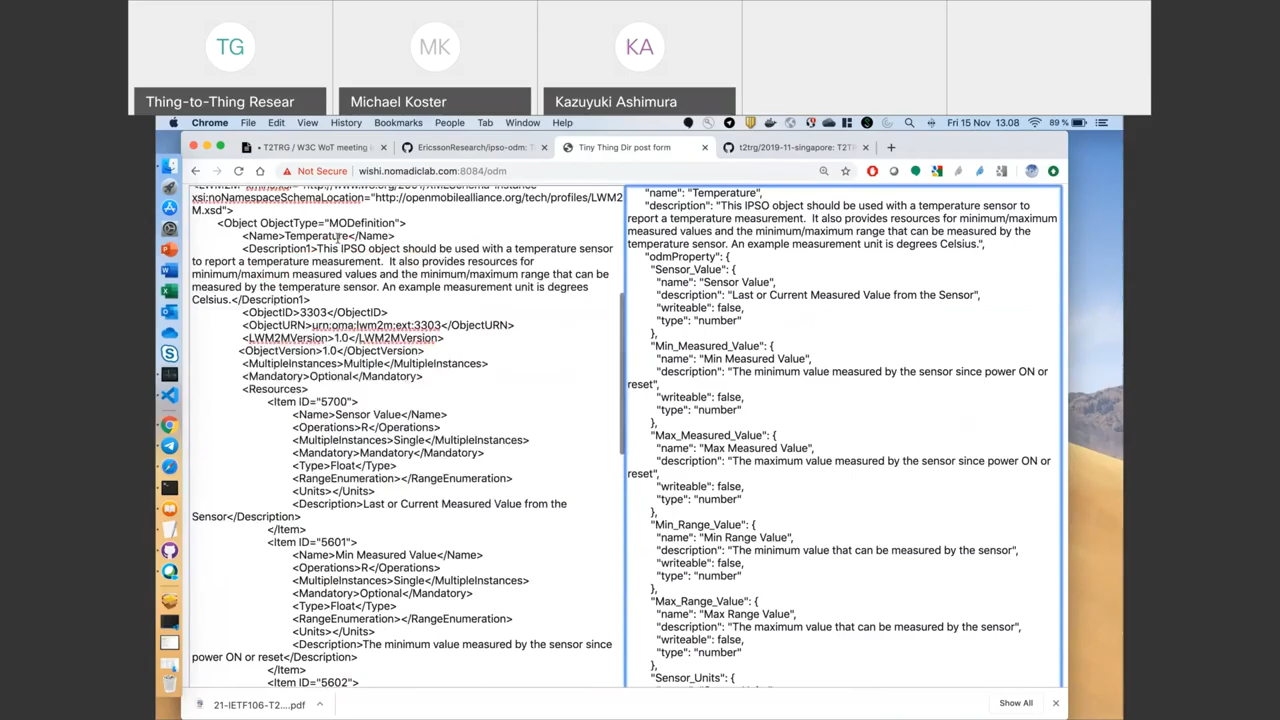 TG
MK
KA
Thing-to-Thing Resear
Michael Koster
Kazuyuki Ashimura
Chrome File Edit View History Bookmarks People Tab Window Help
Fri 15 Nov 13.08
89 %
• T2TRG / W3C WoT meeting i
EricssonResearch/ipso-odm: T
Tiny Thing Dir post form
t2trg/2019-11-singapore: T2TR
Not Secure
wishi.nomadiclab.org:8084/odm
xsi:noNamespaceSchemaLocation="http://openmobilealliance.org/tech/profiles/LWM2
M.xsd">
<Object ObjectType="MODefinition">
<Name>Temperature</Name>
<Description1>This IPSO object should be used with a temperature sensor
to report a temperature measurement.  It also provides resources for
minimum/maximum measured values and the minimum/maximum range that can be
measured by the temperature sensor. An example measurement unit is degrees
Celsius.</Description1>
<ObjectID>3303</ObjectID>
<ObjectURN>urn:oma:lwm2m:ext:3303</ObjectURN>
<LWM2MVersion>1.0</LWM2MVersion>
<ObjectVersion>1.0</ObjectVersion>
<MultipleInstances>Multiple</MultipleInstances>
<Mandatory>Optional</Mandatory>
<Resources>
<Item ID="5700">
<Name>Sensor Value</Name>
<Operations>R</Operations>
<MultipleInstances>Single</MultipleInstances>
<Mandatory>Mandatory</Mandatory>
<Type>Float</Type>
<RangeEnumeration></RangeEnumeration>
<Units></Units>
<Description>Last or Current Measured Value from the
Sensor</Description>
</Item>
<Item ID="5601">
<Name>Min Measured Value</Name>
<Operations>R</Operations>
<MultipleInstances>Single</MultipleInstances>
<Mandatory>Optional</Mandatory>
<Type>Float</Type>
<RangeEnumeration></RangeEnumeration>
<Units></Units>
<Description>The minimum value measured by the sensor since
power ON or reset</Description>
</Item>
<Item ID="5602">
"name": "Temperature",
"description": "This IPSO object should be used with a temperature sensor to
report a temperature measurement.  It also provides resources for minimum/maximum
measured values and the minimum/maximum range that can be measured by the
temperature sensor. An example measurement unit is degrees Celsius.",
"odmProperty": {
"Sensor_Value": {
"name": "Sensor Value",
"description": "Last or Current Measured Value from the Sensor",
"writeable": false,
"type": "number"
},
"Min_Measured_Value": {
"name": "Min Measured Value",
"description": "The minimum value measured by the sensor since power ON or
reset",
"writeable": false,
"type": "number"
},
"Max_Measured_Value": {
"name": "Max Measured Value",
"description": "The maximum value measured by the sensor since power ON or
reset",
"writeable": false,
"type": "number"
},
"Min_Range_Value": {
"name": "Min Range Value",
"description": "The minimum value that can be measured by the sensor",
"writeable": false,
"type": "number"
},
"Max_Range_Value": {
"name": "Max Range Value",
"description": "The maximum value that can be measured by the sensor",
"writeable": false,
"type": "number"
},
"Sensor_Units": {
21-IETF106-T2....pdf
Show All